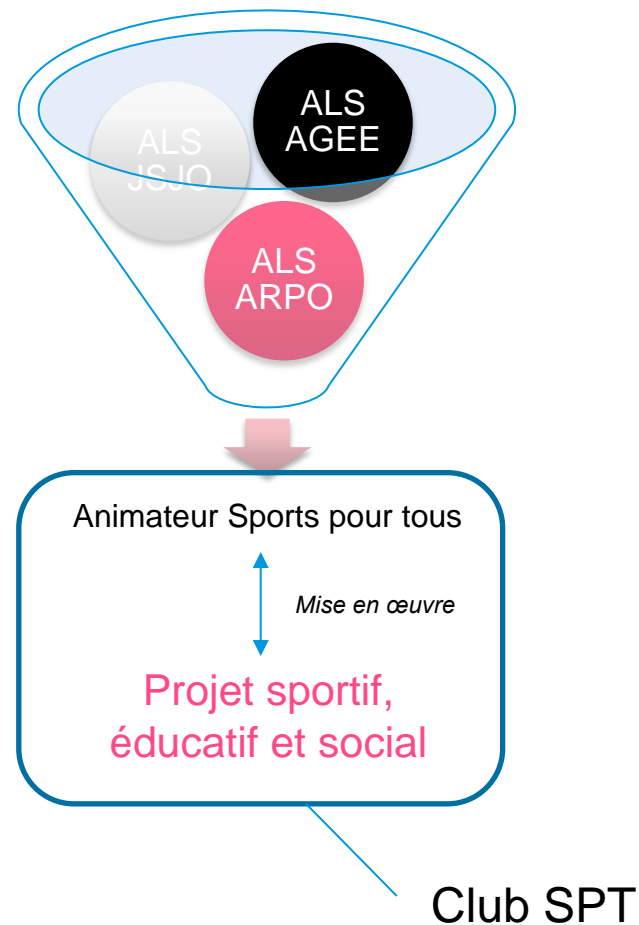 ALS
AGEE
ALS
JSJO
ALS
ARPO
Animateur Sports pour tous
Mise en œuvre
Projet sportif,
éducatif et social
Club SPT